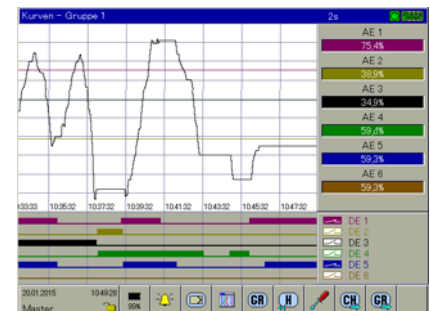 Kurven - Gruppe 1
2s
AE 1
75,4%
AE 2
38,9%
AE 3
34,9%
AE 4
59,4%
AE 5
59,3%
AE 6
59,3%
10:35:32 10:37:32 10:39:32 10:41:32 10:43:32 10:45:32 10:47:32
DE 1
DE 2
DE 3
DE 4
DE 5
DE 6
20.01.2015 10:49:28
Master
99%
GR
H
CH
GR